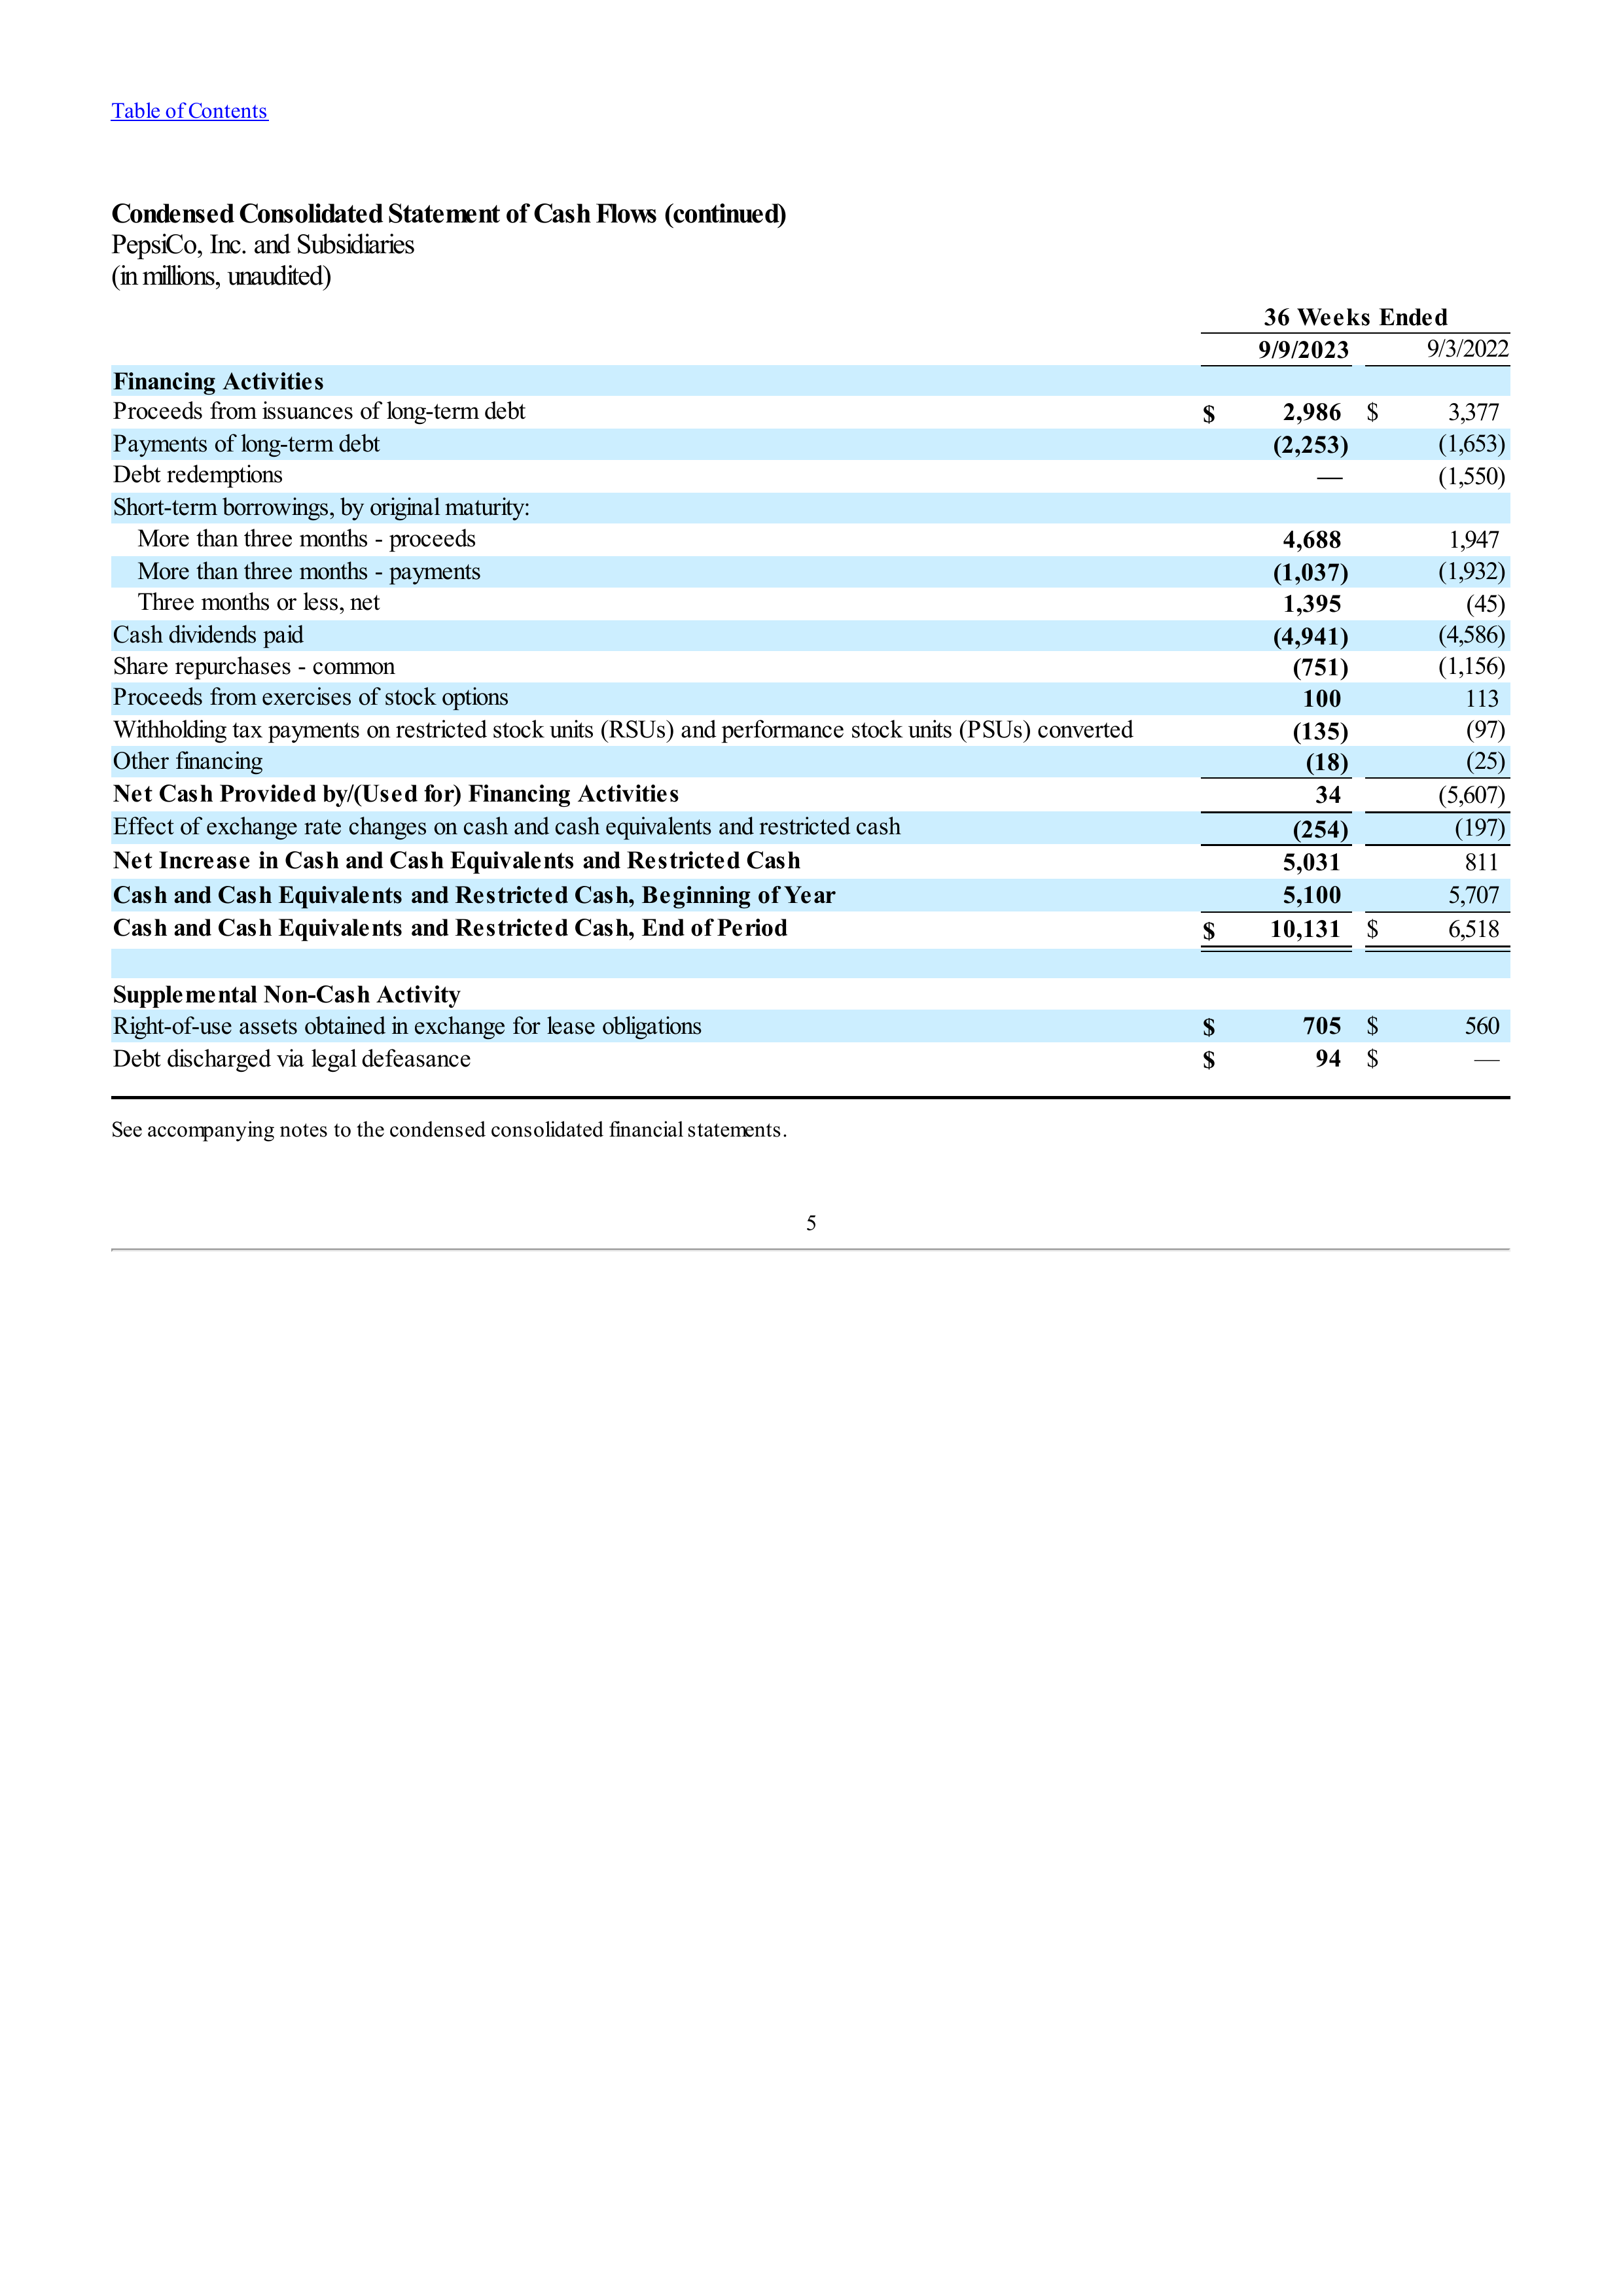 Table of Contents
Condensed Consolidated Statement of Cash Flows (continued)
PepsiCo, Inc. and Subsidiaries
(in millions, unaudited)
36 Weeks Ended
9/9/2023 9/3/2022
Financing Activities
Proceeds from issuances of long-term debt $ 2,986 $ 3,377
Payments of long-term debt (2,253) (1,653)
Debt redemptions — (1,550)
Short-term borrowings, by original maturity:
More than three months - proceeds 4,688 1,947
More than three months - payments (1,037) (1,932)
Three months or less, net 1,395 (45)
Cash dividends paid (4,941) (4,586)
Share repurchases - common (751) (1,156)
Proceeds from exercises of stock options 100 113
Withholding tax payments on restricted stock units (RSUs) and performance stock units (PSUs) converted (135) (97)
Other financing (18) (25)
Net Cash Provided by/(Used for) Financing Activities 34 (5,607)
Effect of exchange rate changes on cash and cash equivalents and restricted cash (254) (197)
Net Increase in Cash and Cash Equivalents and Restricted Cash 5,031 811
Cash and Cash Equivalents and Restricted Cash, Beginning of Year 5,100 5,707
Cash and Cash Equivalents and Restricted Cash, End of Period $ 10,131 $ 6,518
Supplemental Non-Cash Activity
Right-of-use assets obtained in exchange for lease obligations $ 705 $ 560
Debt discharged via legal defeasance $ 94 $ —
See accompanying notes to the condensed consolidated financial statements.
5